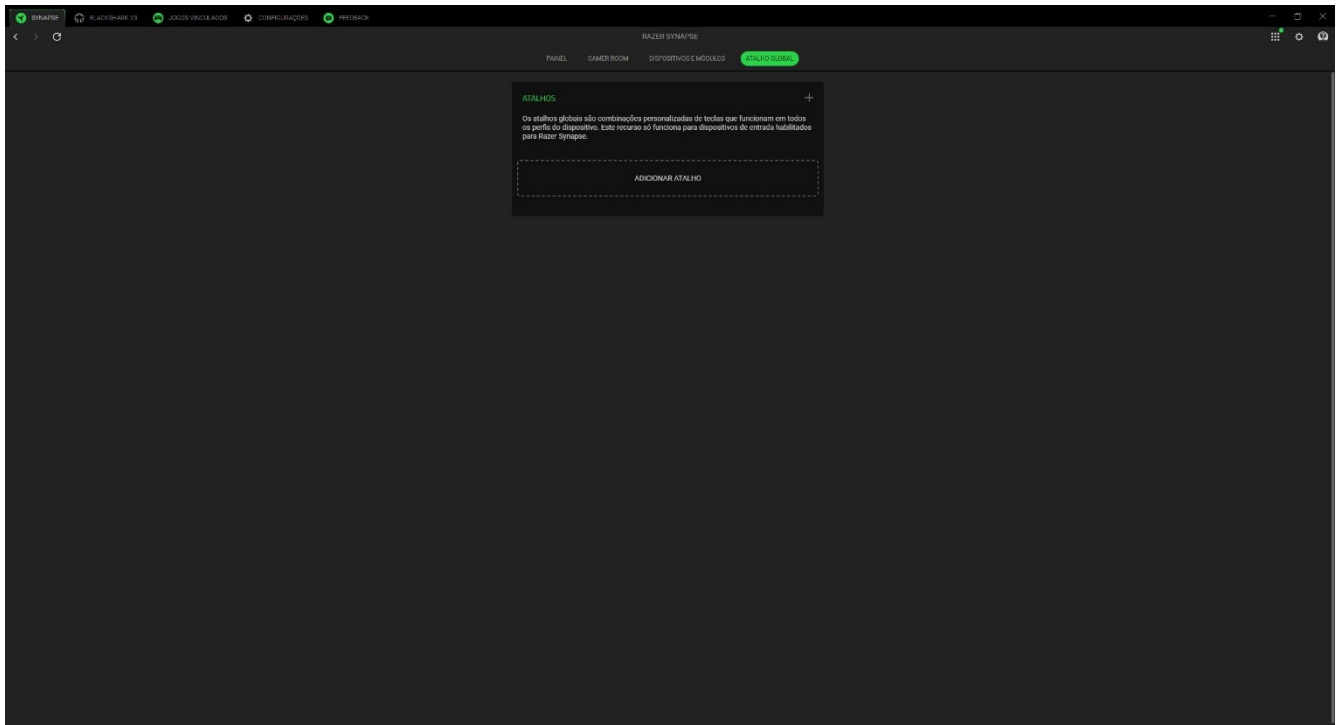 SYNAPSE
BLACKSHARK V3
JOGOS VINCULADOS
CONFIGURAÇÕES
FEEDBACK
RAZER SYNAPSE
PAINEL
GAMER ROOM
DISPOSITIVOS E MÓDULOS
ATALHO GLOBAL
ATALHOS
Os atalhos globais são combinações personalizadas de teclas que funcionam em todos
os perfis do dispositivo. Este recurso só funciona para dispositivos de entrada habilitados
para Razer Synapse.
ADICIONAR ATALHO